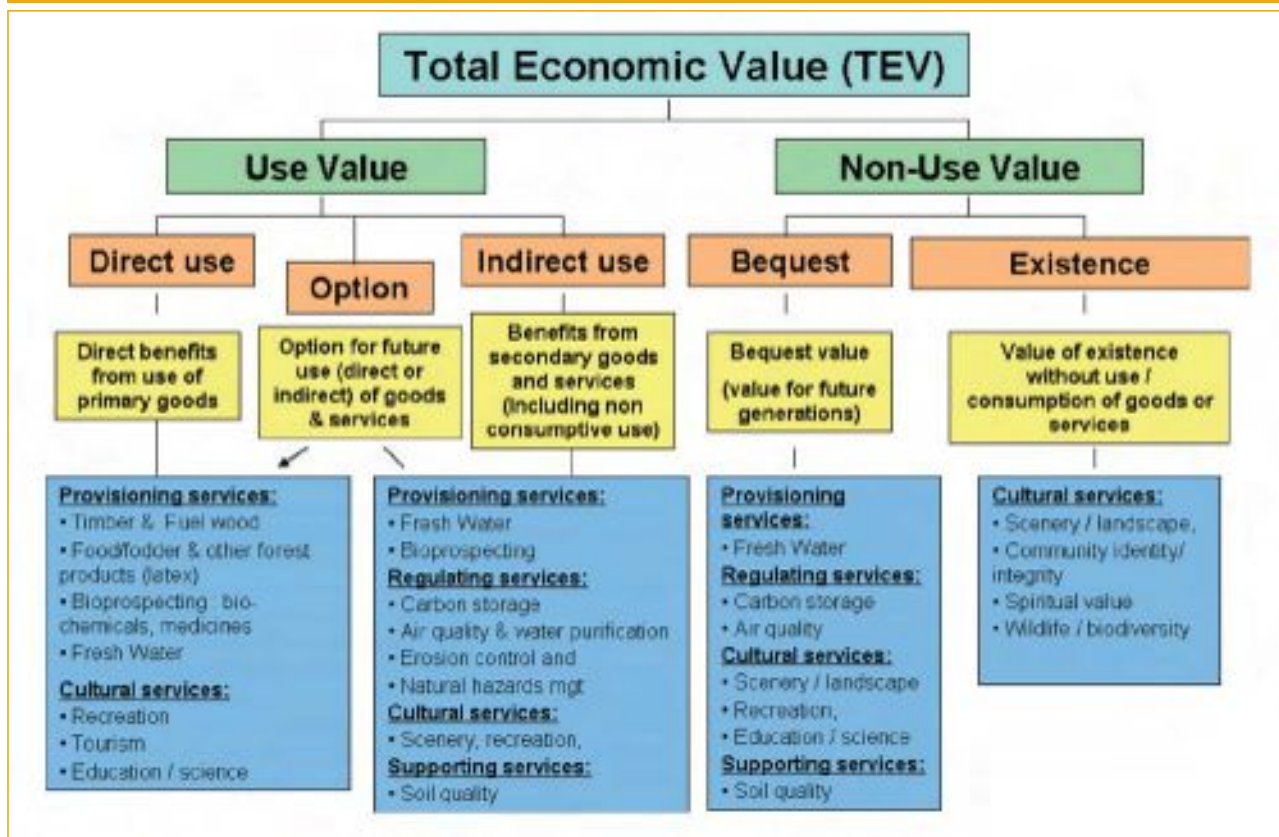 Total Economic Value (TEV)
Use Value
Non-Use Value
Direct use
Option
Indirect use
Bequest
Existence
Direct benefits
from use of
primary goods
Option for future
use (direct or
indirect) of goods
& services
Benefits from
secondary goods
and services
(including non
consumptive use)
Bequest value
(value for future
generations)
Value of existence
without use /
consumption of goods or
services
Provisioning services:
• Timber & Fuel wood
• Food/fodder & other forest
products (latex)
• Bioprospecting : bio-
chemicals, medicines
• Fresh Water
Cultural services:
• Recreation
• Tourism
• Education / science
Provisioning services:
• Fresh Water
• Bioprospecting
Regulating services:
• Carbon storage
• Air quality & water purification
• Erosion control and
• Natural hazards mgt
Cultural services:
• Scenery, recreation,
Supporting services:
• Soil quality
Provisioning
services:
• Fresh Water
Regulating services:
• Carbon storage
• Air quality
Cultural services:
• Scenery / landscape
• Recreation,
• Education / science
Supporting services:
• Soil quality
Cultural services:
• Scenery / landscape,
• Community identity/
integrity
• Spiritual value
• Wildlife / biodiversity